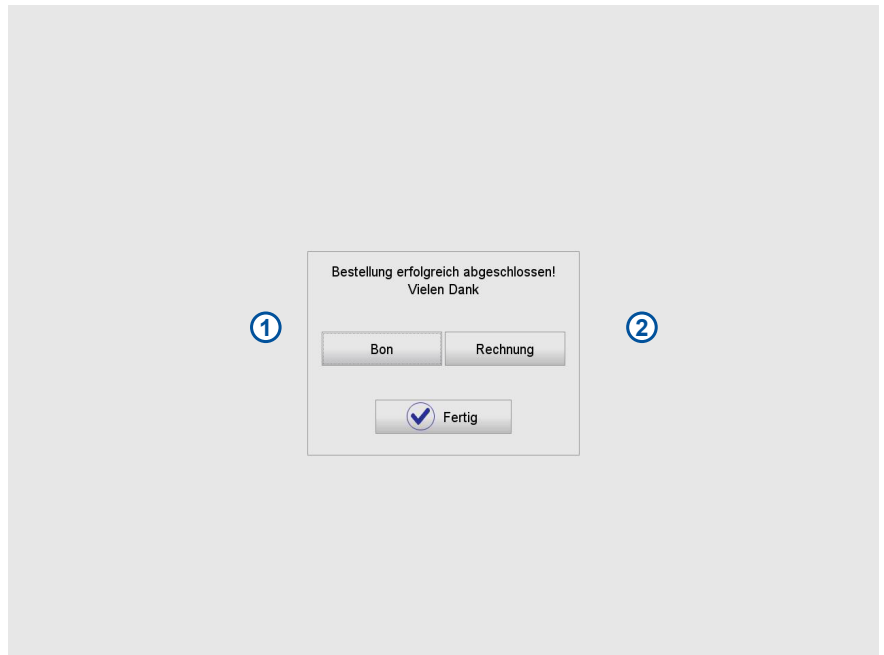 Bestellung erfolgreich abgeschlossen!
Vielen Dank
1
2
Bon Rechnung
Fertig